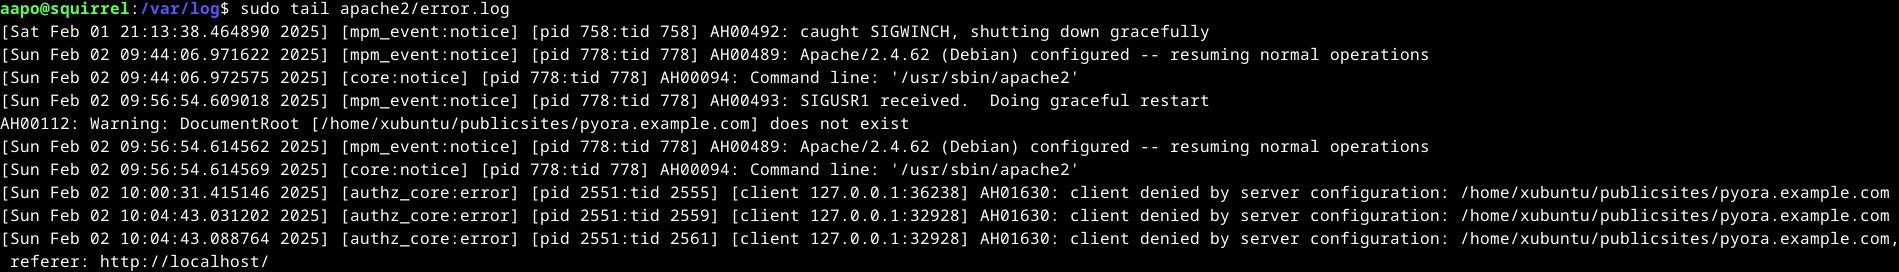 aapo@squirrel:/var/log$ sudo tail apache2/error.log
[Sat Feb 01 21:13:38.464890 2025] [mpm_event:notice] [pid 758:tid 758] AH00492: caught SIGWINCH, shutting down gracefully
[Sun Feb 02 09:44:06.971622 2025] [mpm_event:notice] [pid 778:tid 778] AH00489: Apache/2.4.62 (Debian) configured -- resuming normal operations
[Sun Feb 02 09:44:06.972575 2025] [core:notice] [pid 778:tid 778] AH00094: Command line: '/usr/sbin/apache2'
[Sun Feb 02 09:56:54.609018 2025] [mpm_event:notice] [pid 778:tid 778] AH00493: SIGUSR1 received.  Doing graceful restart
AH00112: Warning: DocumentRoot [/home/xubuntu/publicsites/pyora.example.com] does not exist
[Sun Feb 02 09:56:54.614562 2025] [mpm_event:notice] [pid 778:tid 778] AH00489: Apache/2.4.62 (Debian) configured -- resuming normal operations
[Sun Feb 02 09:56:54.614569 2025] [core:notice] [pid 778:tid 778] AH00094: Command line: '/usr/sbin/apache2'
[Sun Feb 02 10:00:31.415146 2025] [authz_core:error] [pid 2551:tid 2555] [client 127.0.0.1:36238] AH01630: client denied by server configuration: /home/xubuntu/publicsites/pyora.example.com
[Sun Feb 02 10:04:43.031202 2025] [authz_core:error] [pid 2551:tid 2559] [client 127.0.0.1:32928] AH01630: client denied by server configuration: /home/xubuntu/publicsites/pyora.example.com
[Sun Feb 02 10:04:43.088764 2025] [authz_core:error] [pid 2551:tid 2561] [client 127.0.0.1:32928] AH01630: client denied by server configuration: /home/xubuntu/publicsites/pyora.example.com,
 referer: http://localhost/